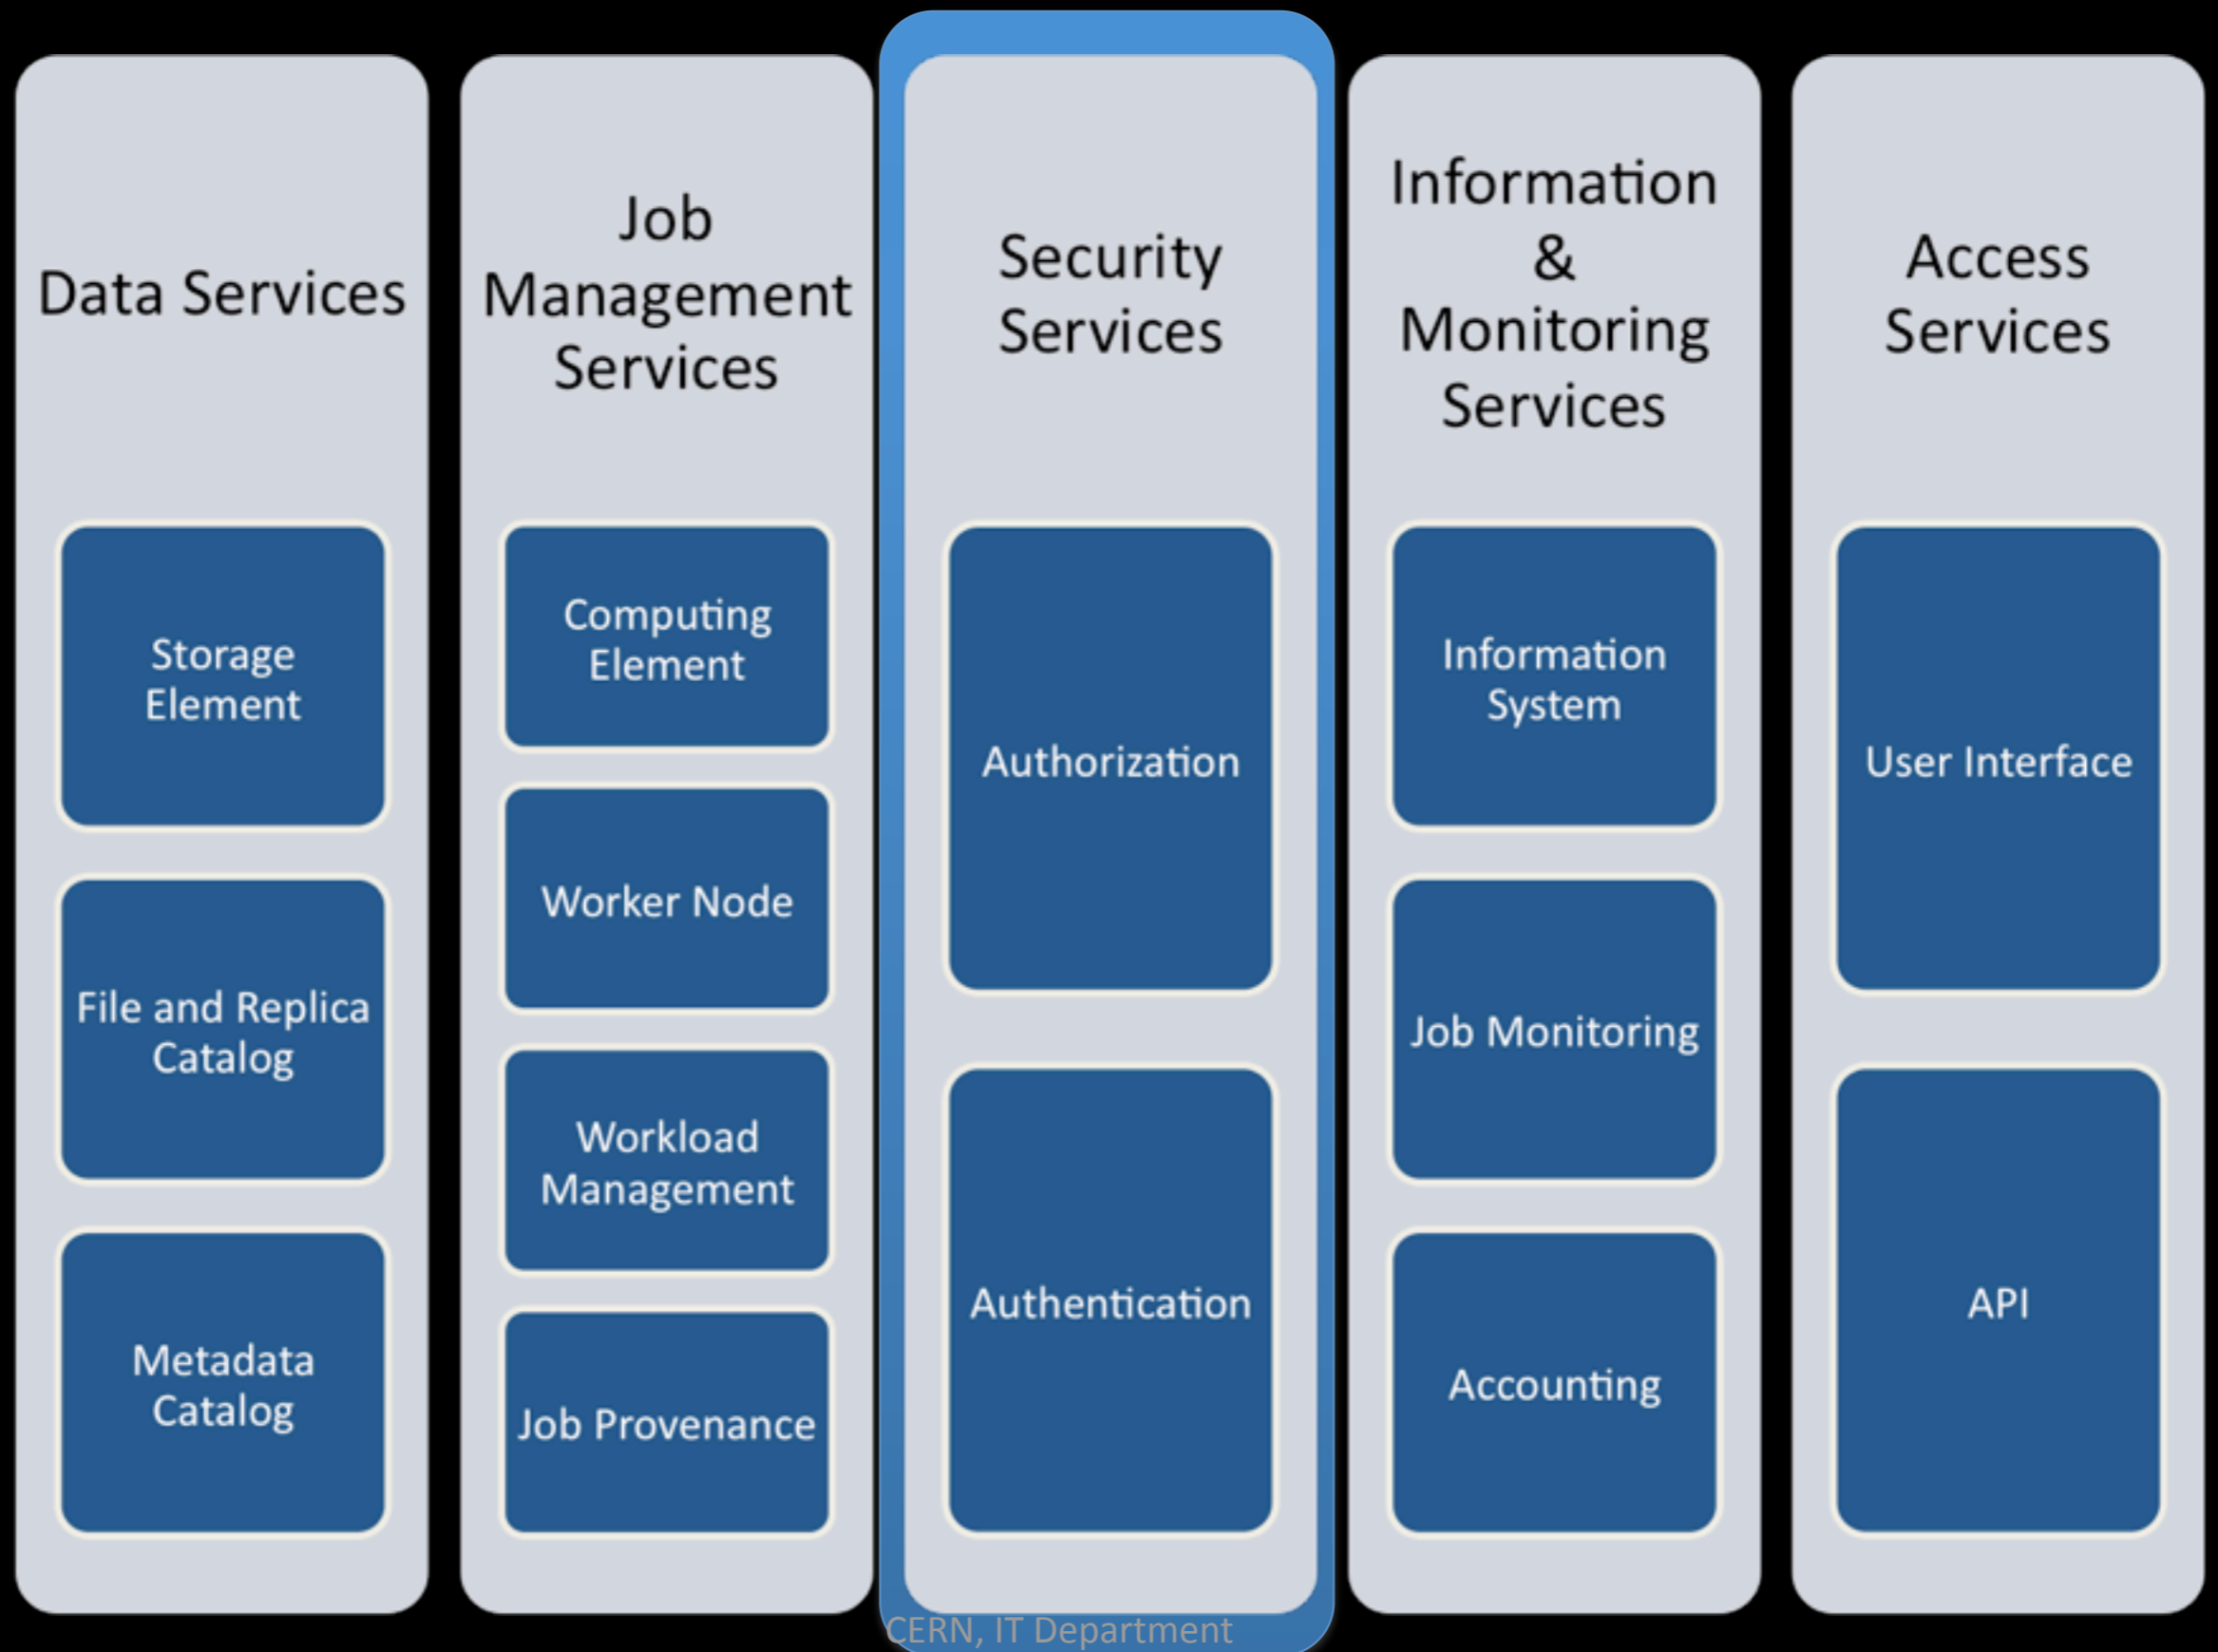 Data Services
Storage
Element
File and Replica
Catalog
Metadata
Catalog
Job
Management
Services
Computing
Element
Worker Node
Workload
Management
Job Provenance
Security
Services
Authorization
Authentication
Information
&
Monitoring
Services
Information
System
Job Monitoring
Accounting
Access
Services
User Interface
API
CERN, IT Department